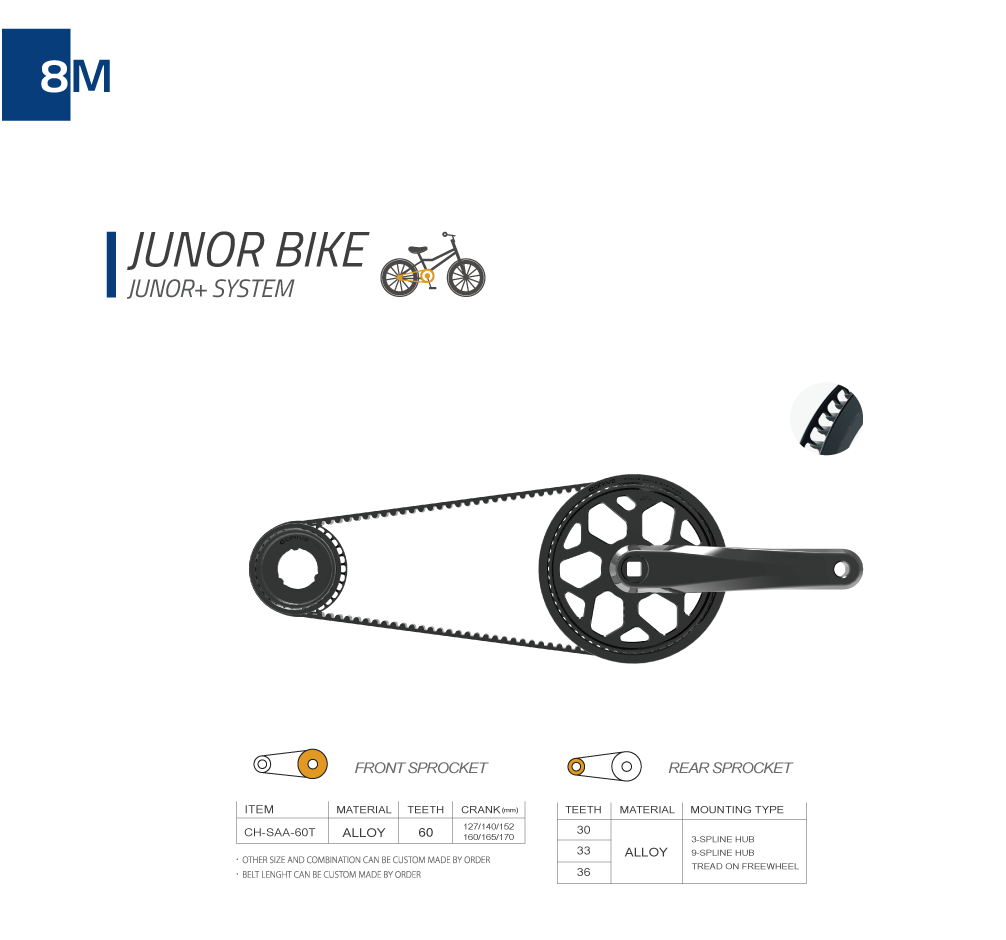 8M
JUNOR BIKE
JUNOR+ SYSTEM
FRONT SPROCKET
ITEM MATERIAL TEETH CRANK(mm)
CH-SAA-60T ALLOY 60 127/140/152
160/165/170
· OTHER SIZE AND COMBINATION CAN BE CUSTOM MADE BY ORDER
· BELT LENGHT CAN BE CUSTOM MADE BY ORDER
REAR SPROCKET
TEETH MATERIAL MOUNTING TYPE
30
33
36
ALLOY
3-SPLINE HUB
9-SPLINE HUB
TREAD ON FREEWHEEL